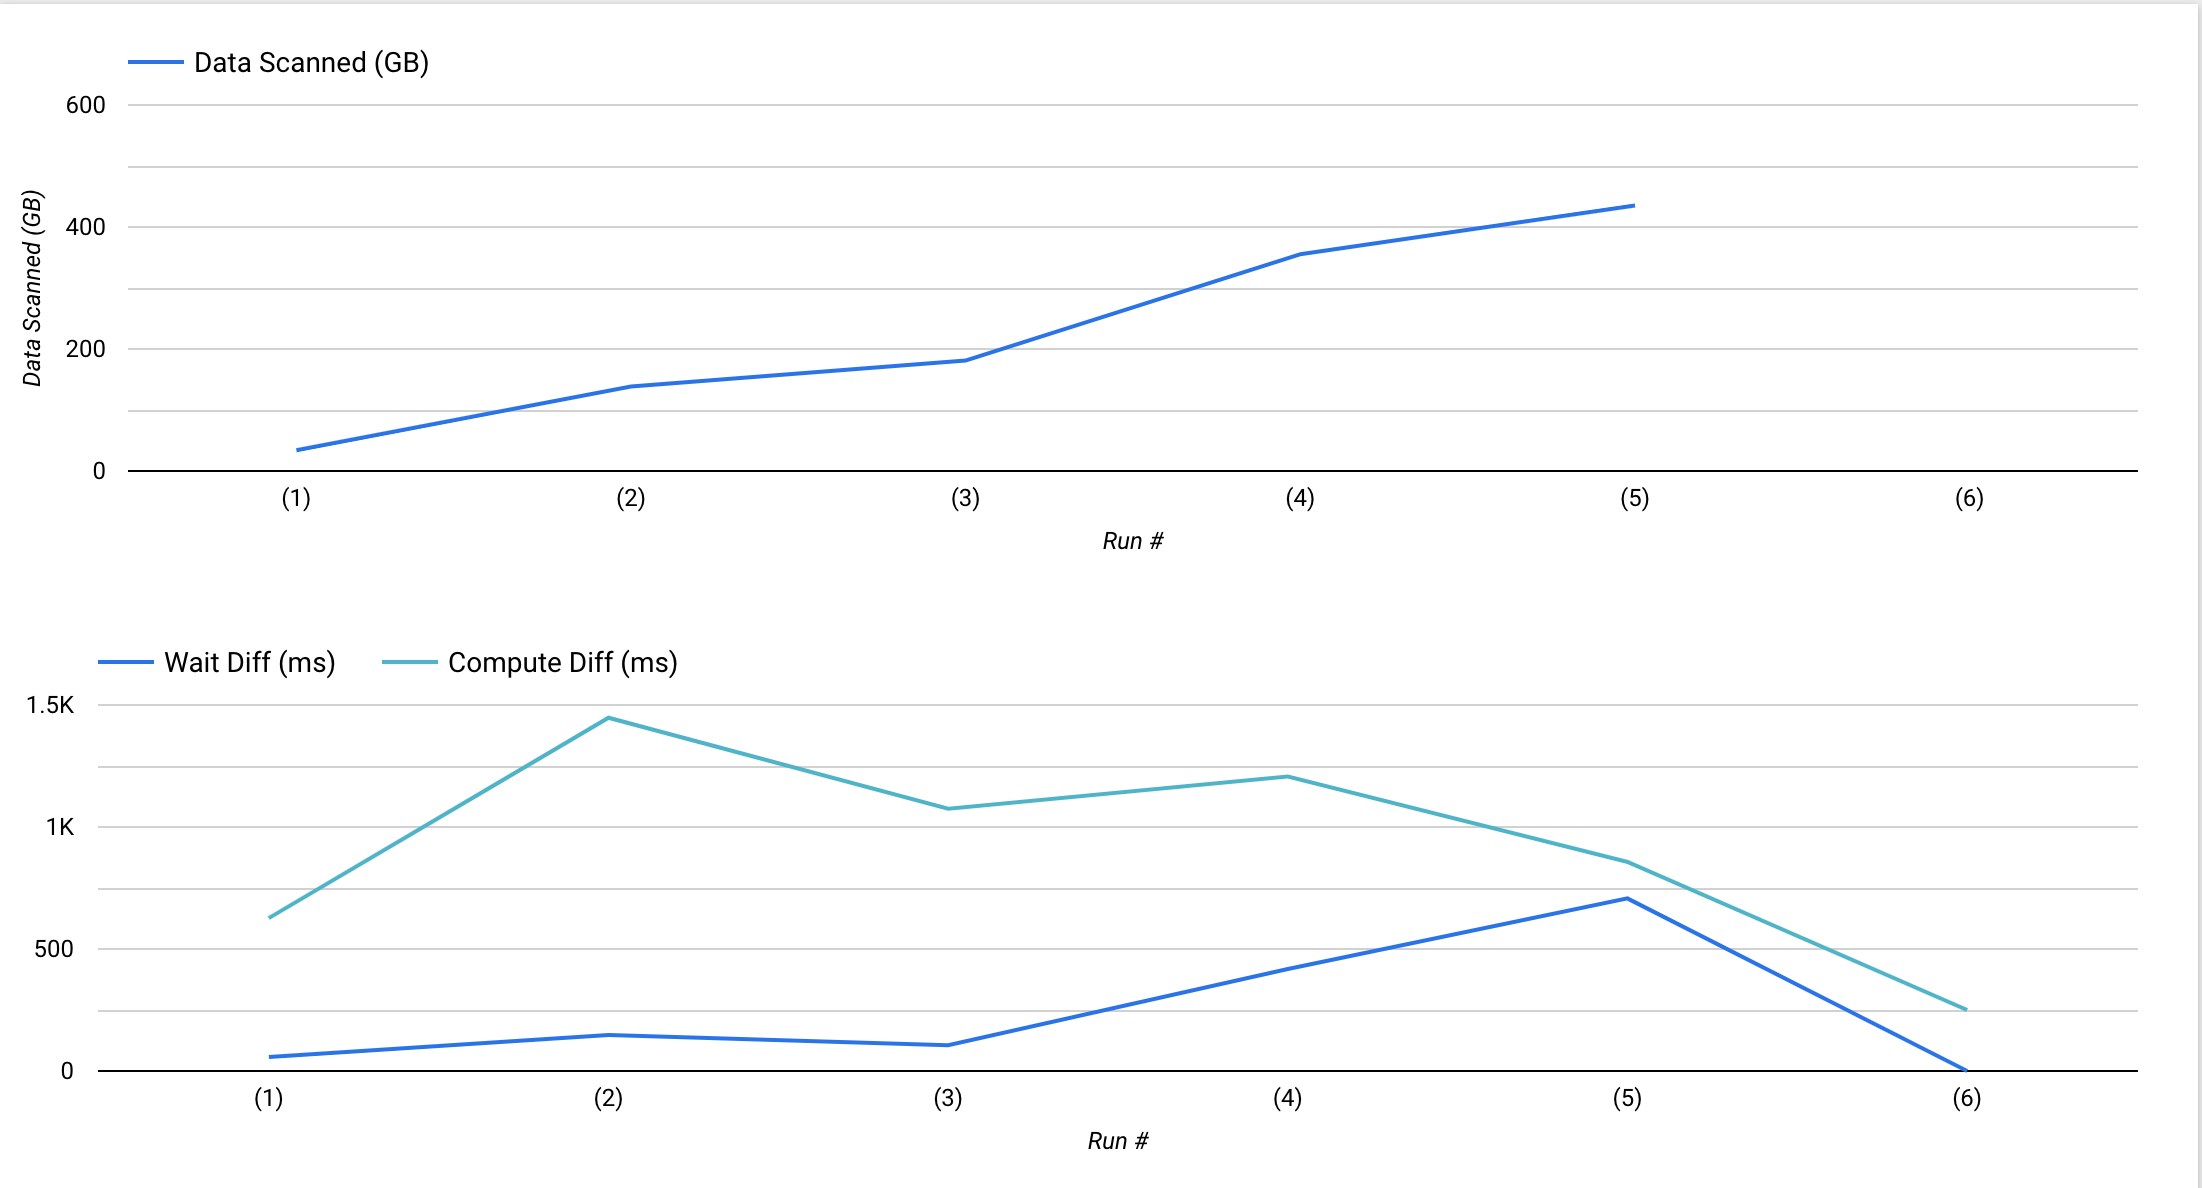 Data Scanned (GB)
600
400
200
0
Data Scanned (GB)
(1) (2) (3) (4) (5) (6)
Run #
Wait Diff (ms) Compute Diff (ms)
1.5K
1K
500
0
(1) (2) (3) (4) (5) (6)
Run #